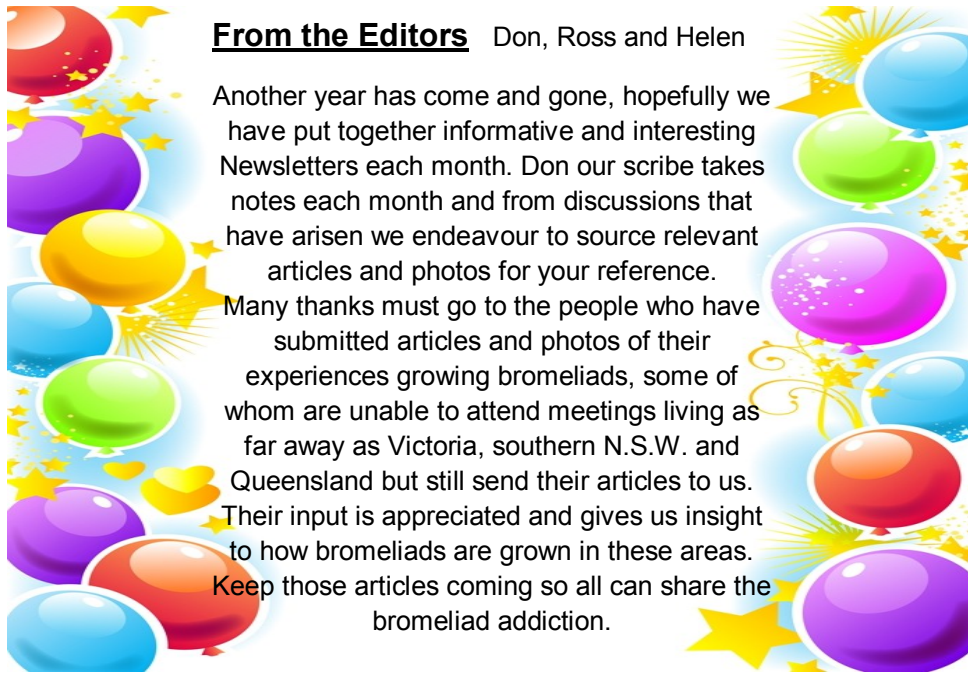 From the Editors Don, Ross and Helen
Another year has come and gone, hopefully we
have put together informative and interesting
Newsletters each month. Don our scribe takes
notes each month and from discussions that
have arisen we endeavour to source relevant
articles and photos for your reference.
Many thanks must go to the people who have
submitted articles and photos of their
experiences growing bromeliads, some of
whom are unable to attend meetings living as
far away as Victoria, southern N.S.W. and
Queensland but still send their articles to us.
Their input is appreciated and gives us insight
to how bromeliads are grown in these areas.
Keep those articles coming so all can share the
bromeliad addiction.